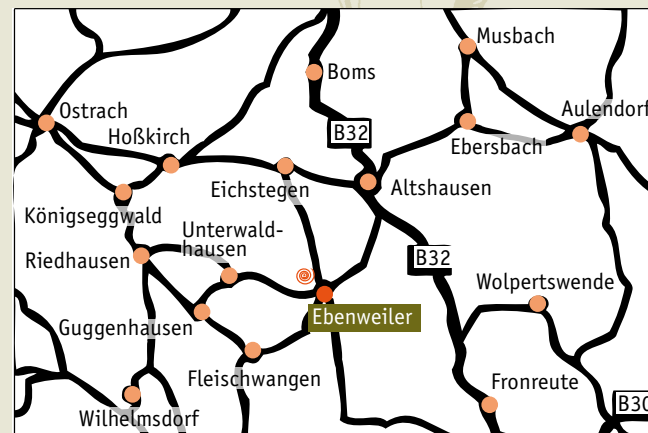 Musbach
Boms
Ostrach
Aulendorf
B32
Hoßkirch
Ebersbach
Eichstegen
Altshausen
Königseggwald
Unterwald-
hausen
Riedhausen
B32
Wolpertswende
Ebenweiler
Guggenhausen
Fleischwangen
Fronreute
B30
Wilhelmsdorf